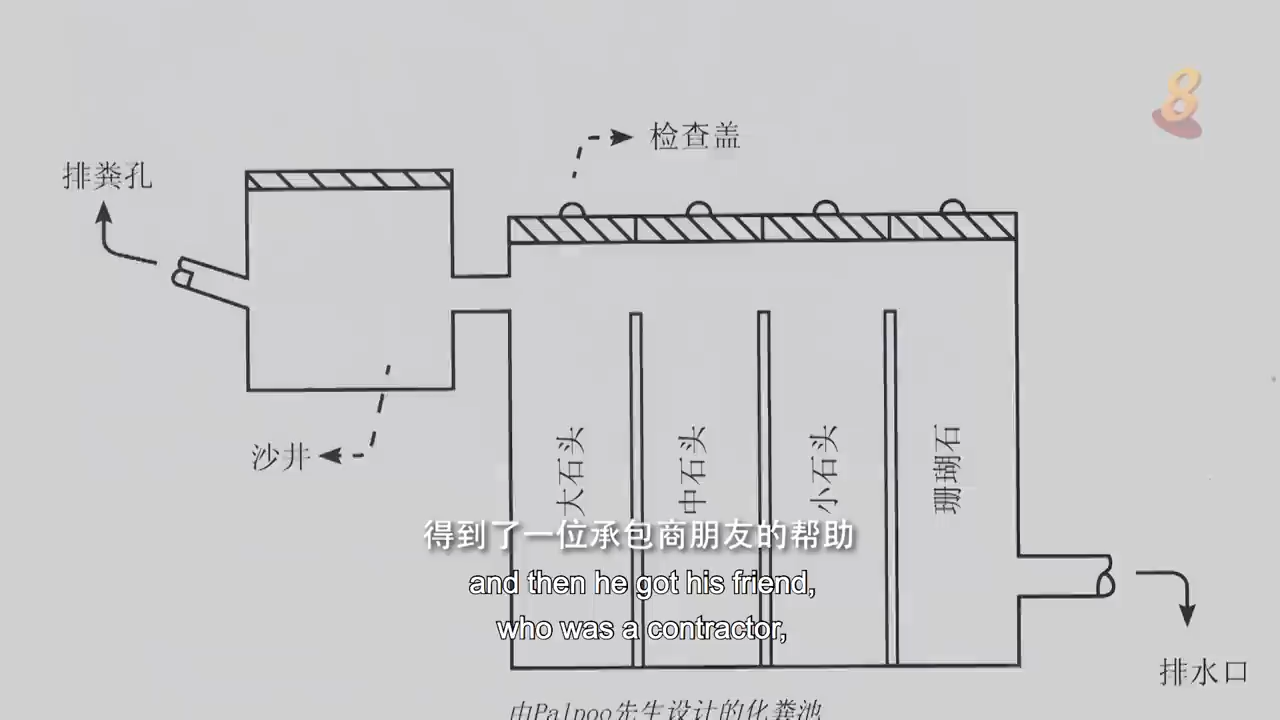 8
检查盖
排粪孔
沙井
大石头
中石头
小石头
珊瑚石
得到了一位承包商朋友的帮助
and then he got his friend,
who was a contractor,
排水口
由Palpoo先生设计的化粪池